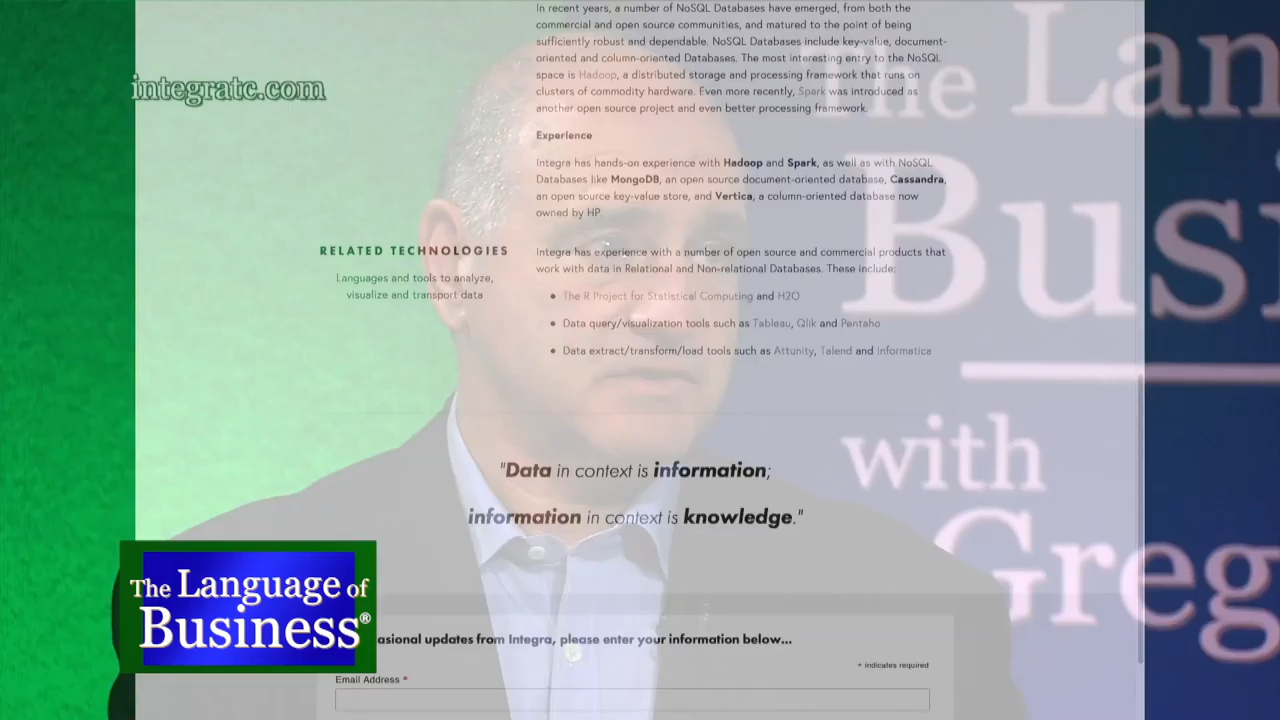 In recent years, a number of NoSQL Databases have emerged, from both the
commercial and open source communities, and matured to the point of being
sufficiently robust and dependable. NoSQL Databases include key-value, document-
oriented and column-oriented Databases. The most interesting entry to the NoSQL
space is Hadoop, a distributed storage and processing framework that runs on
clusters of commodity hardware. Even more recently, Spark was introduced as
another open source project and even better processing framework.
integratc.com
Experience
Integra has hands-on experience with Hadoop and Spark, as well as with NoSQL
Databases like MongoDB, an open source document-oriented database, Cassandra,
an open source key-value store, and Vertica, a column-oriented database now
owned by HP.
RELATED TECHNOLOGIES
Languages and tools to analyze,
visualize and transport data
Integra has experience with a number of open source and commercial products that
work with data in Relational and Non-relational Databases. These include:
• The R Project for Statistical Computing and H2O
• Data query/visualization tools such as Tableau, Qlik and Pentaho
• Data extract/transform/load tools such as Attunity, Talend and Informatica
"Data in context is information;
information in context is knowledge."
The Lan
Busi
with
Greg
The Language of
Business®
asional updates from Integra, please enter your information below...
* indicates required
Email Address *